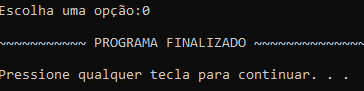 Escolha uma opção:0
~~~~~~~~~~~ PROGRAMA FINALIZADO ~~~~~~~~~~~~~~
Pressione qualquer tecla para continuar. . .